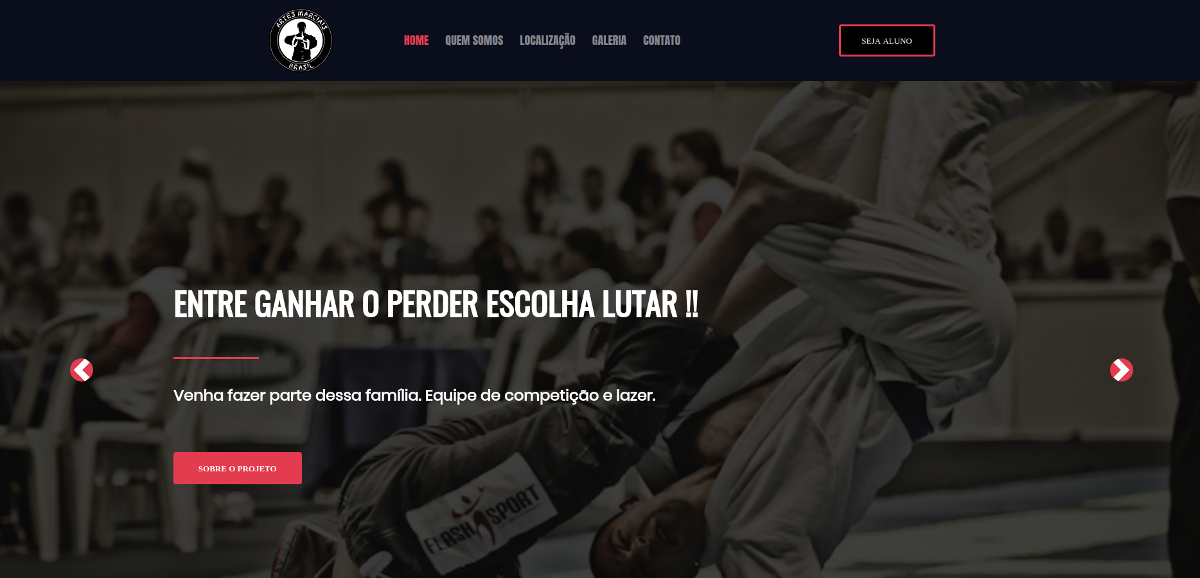 ARTES MARCIAIS
BRASIL
HOME QUEM SOMOS LOCALIZAÇÃO GALERIA CONTATO
SEJA ALUNO
ENTRE GANHAR O PERDER ESCOLHA LUTAR !!
Venha fazer parte dessa família. Equipe de competição e lazer.
SOBRE O PROJETO
FLASH SPORT